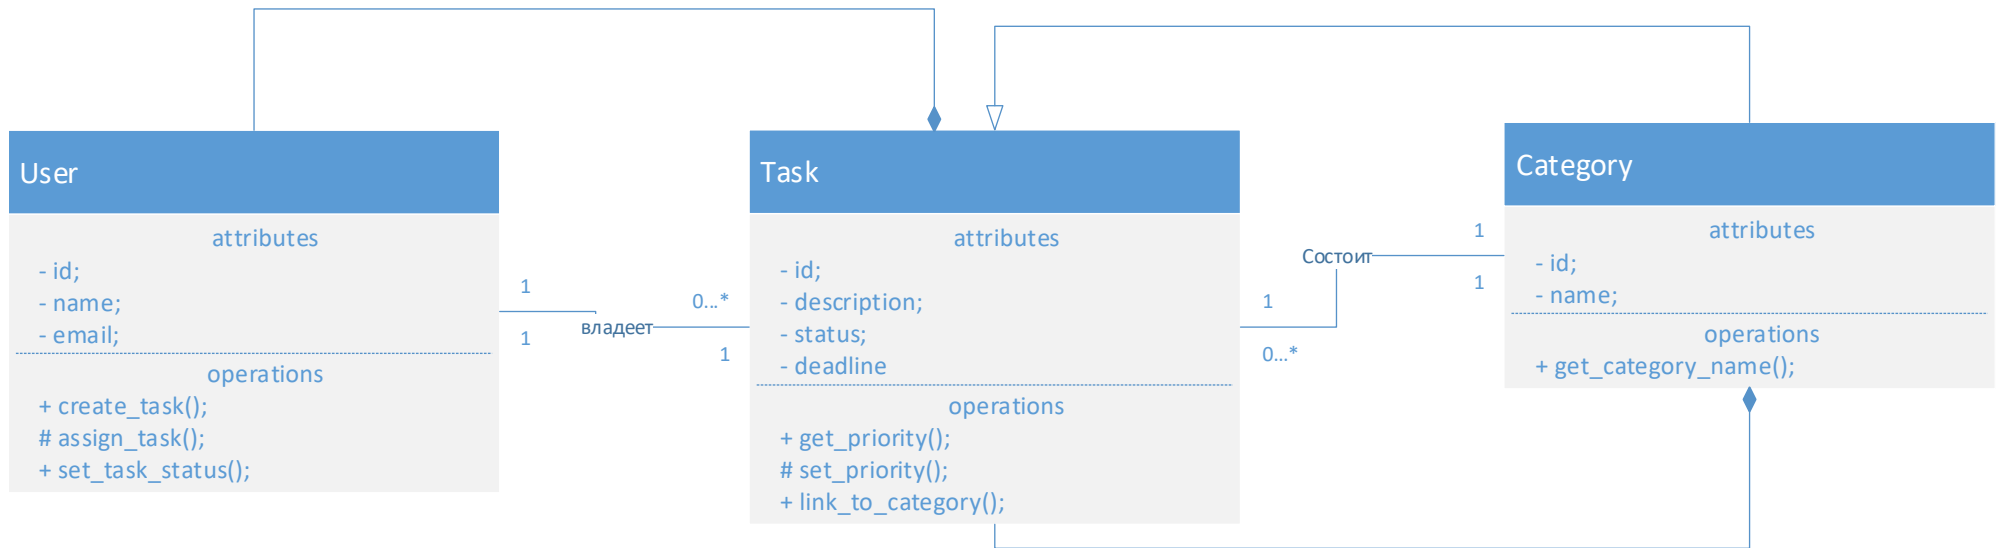 User
attributes
- id;
- name;
- email;
operations
+ create_task();
# assign_task();
+ set_task_status();
1
1
владеет
0...*
1
Task
attributes
- id;
- description;
- status;
- deadline
operations
+ get_priority();
# set_priority();
+ link_to_category();
1
0...*
Состоит
1
1
Category
attributes
- id;
- name;
operations
+ get_category_name();